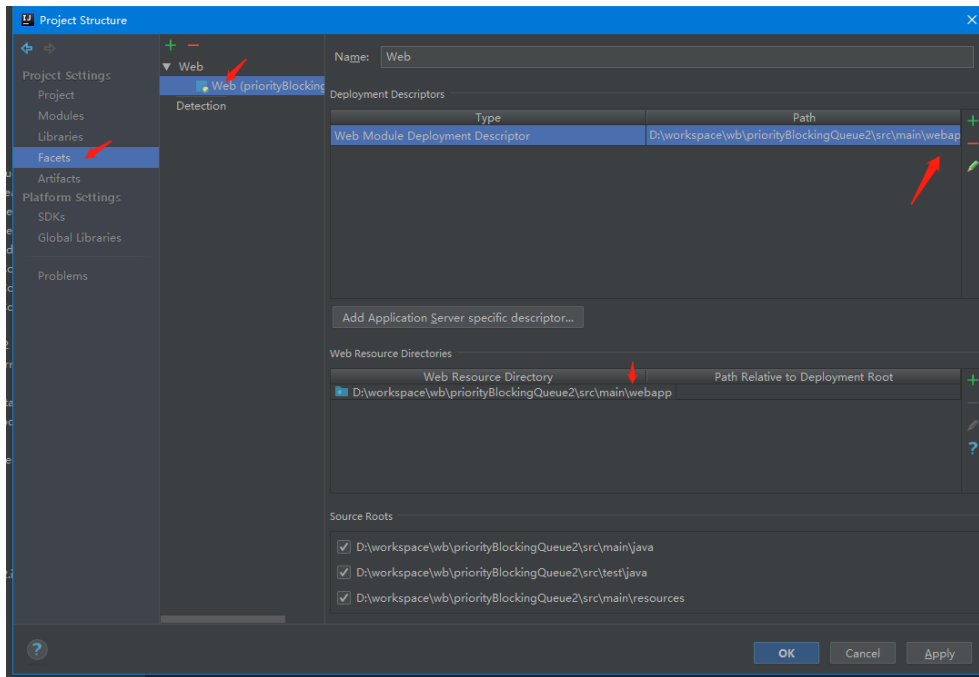 Project Structure
Project Settings
Project
Modules
Libraries
Facets
Artifacts
Platform Settings
SDKs
Global Libraries
Problems
Web
Web (priorityBlocking
Detection
Name: Web
Deployment Descriptors
Type Path
Web Module Deployment Descriptor D:\workspace\wb\priorityBlockingQueue2\src\main\webap
Add Application Server specific descriptor...
Web Resource Directories
Web Resource Directory Path Relative to Deployment Root
D:\workspace\wb\priorityBlockingQueue2\src\main\webapp
Source Roots
D:\workspace\wb\priorityBlockingQueue2\src\main\java
D:\workspace\wb\priorityBlockingQueue2\src\test\java
D:\workspace\wb\priorityBlockingQueue2\src\main\resources
OK Cancel Apply